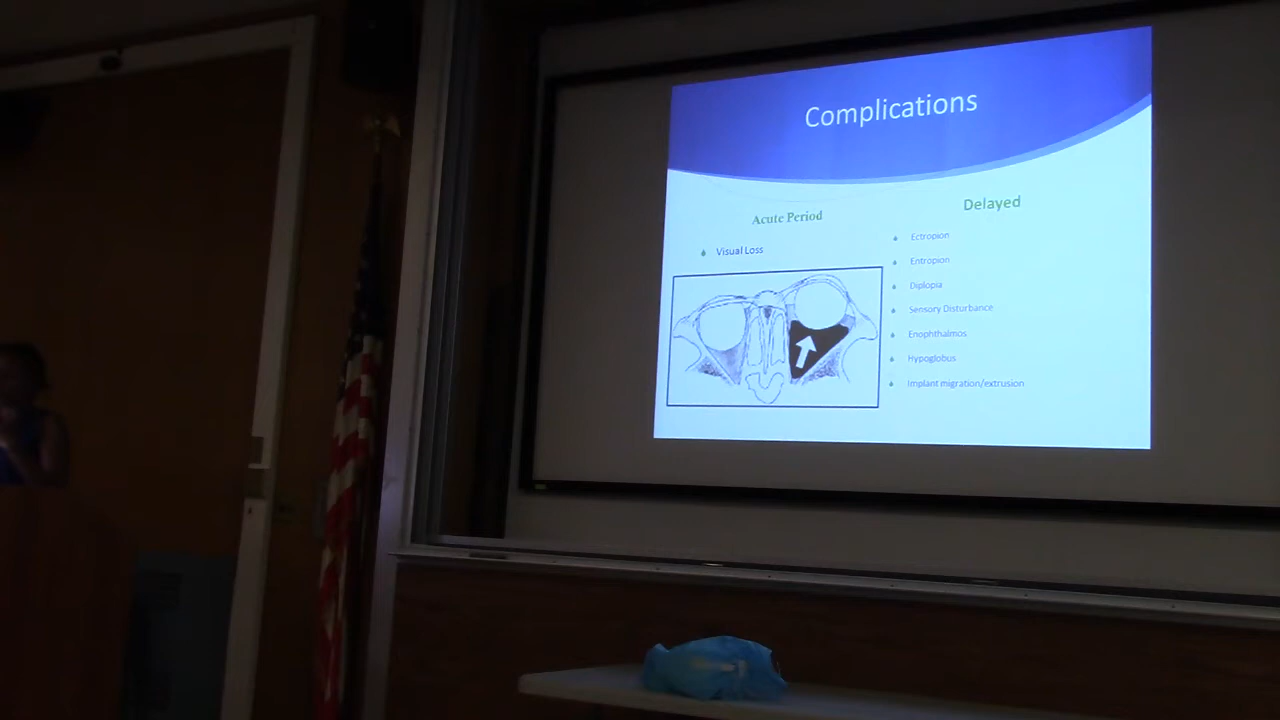 Complications
Acute Period
Visual Loss
Delayed
Ectropion
Entropion
Diplopia
Sensory Disturbance
Enophthalmos
Hypoglobus
Implant migration/extrusion